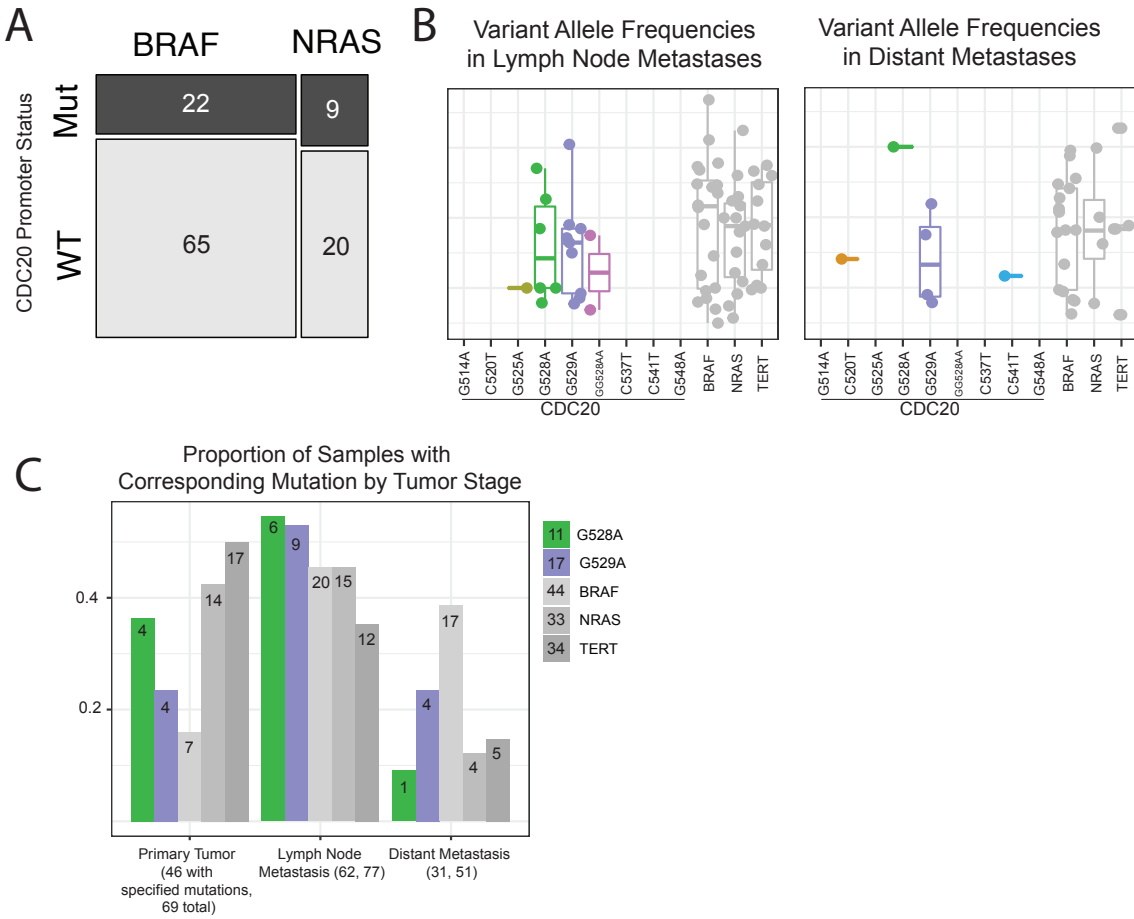 A
BRAF
NRAS
CDC20 Promoter Status
Mut
WT
22
9
65
20
B
Variant Allele Frequencies
in Lymph Node Metastases
G514A
C520T
G525A
G528A
G529A
GG528AA
C537T
C541T
G548A
BRAF
NRAS
TERT
CDC20
Variant Allele Frequencies
in Distant Metastases
G514A
C520T
G525A
G528A
G529A
GG528AA
C537T
C541T
G548A
BRAF
NRAS
TERT
CDC20
C
Proportion of Samples with
Corresponding Mutation by Tumor Stage
0.4
0.2
4
4
7
14
17
6
9
20
15
12
1
4
17
4
5
Primary Tumor
(46 with
specified mutations,
69 total)
Lymph Node
Metastasis (62, 77)
Distant Metastasis
(31, 51)
11 G528A
17 G529A
44 BRAF
33 NRAS
34 TERT